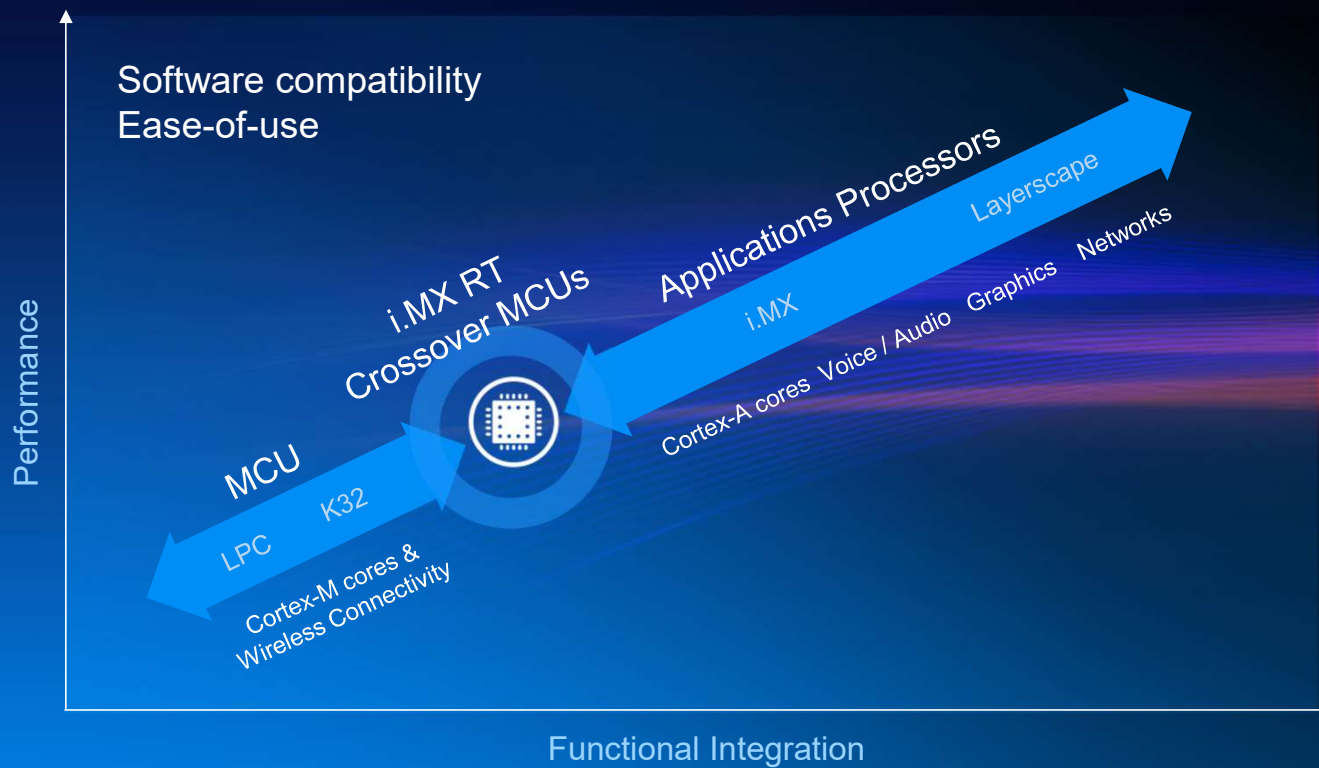 Software compatibility
Ease-of-use
Performance
MCU
LPC
K32
Cortex-M cores &
Wireless Connectivity
i.MX RT
Crossover MCUs
Applications Processors
i.MX
Layerscape
Cortex-A cores
Voice / Audio
Graphics
Networks
Functional Integration